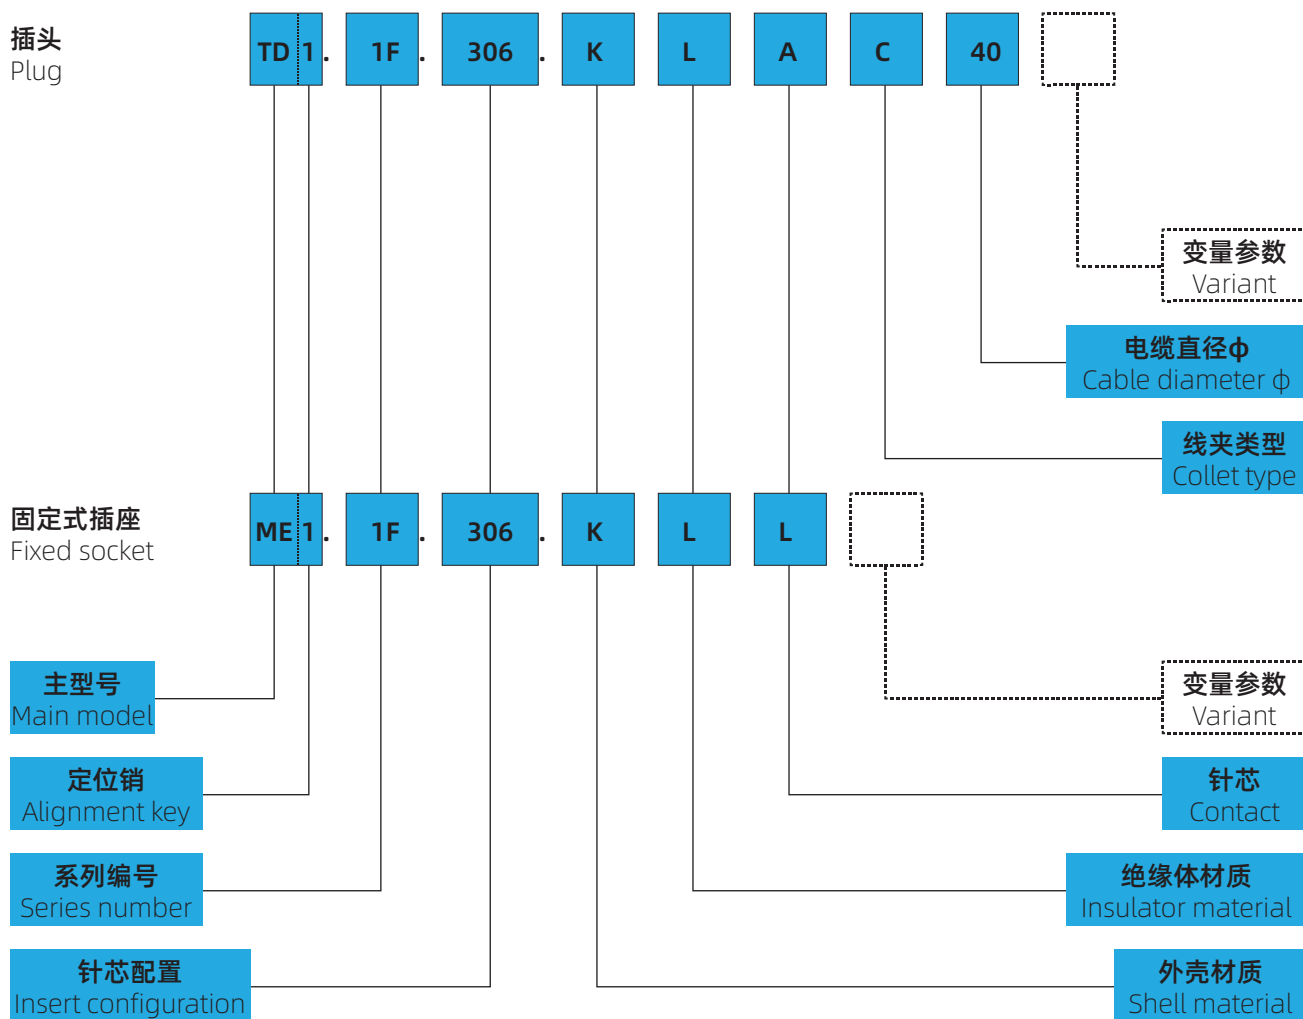 插头
Plug
TD 1. 1F. 306. K L A C 40
变量参数
Variant
电缆直径φ
Cable diameter φ
线夹类型
Collet type
固定式插座
Fixed socket
ME 1. 1F. 306. K L L
主型号
Main model
变量参数
Variant
定位销
Alignment key
针芯
Contact
系列编号
Series number
绝缘体材质
Insulator material
针芯配置
Insert configuration
外壳材质
Shell material